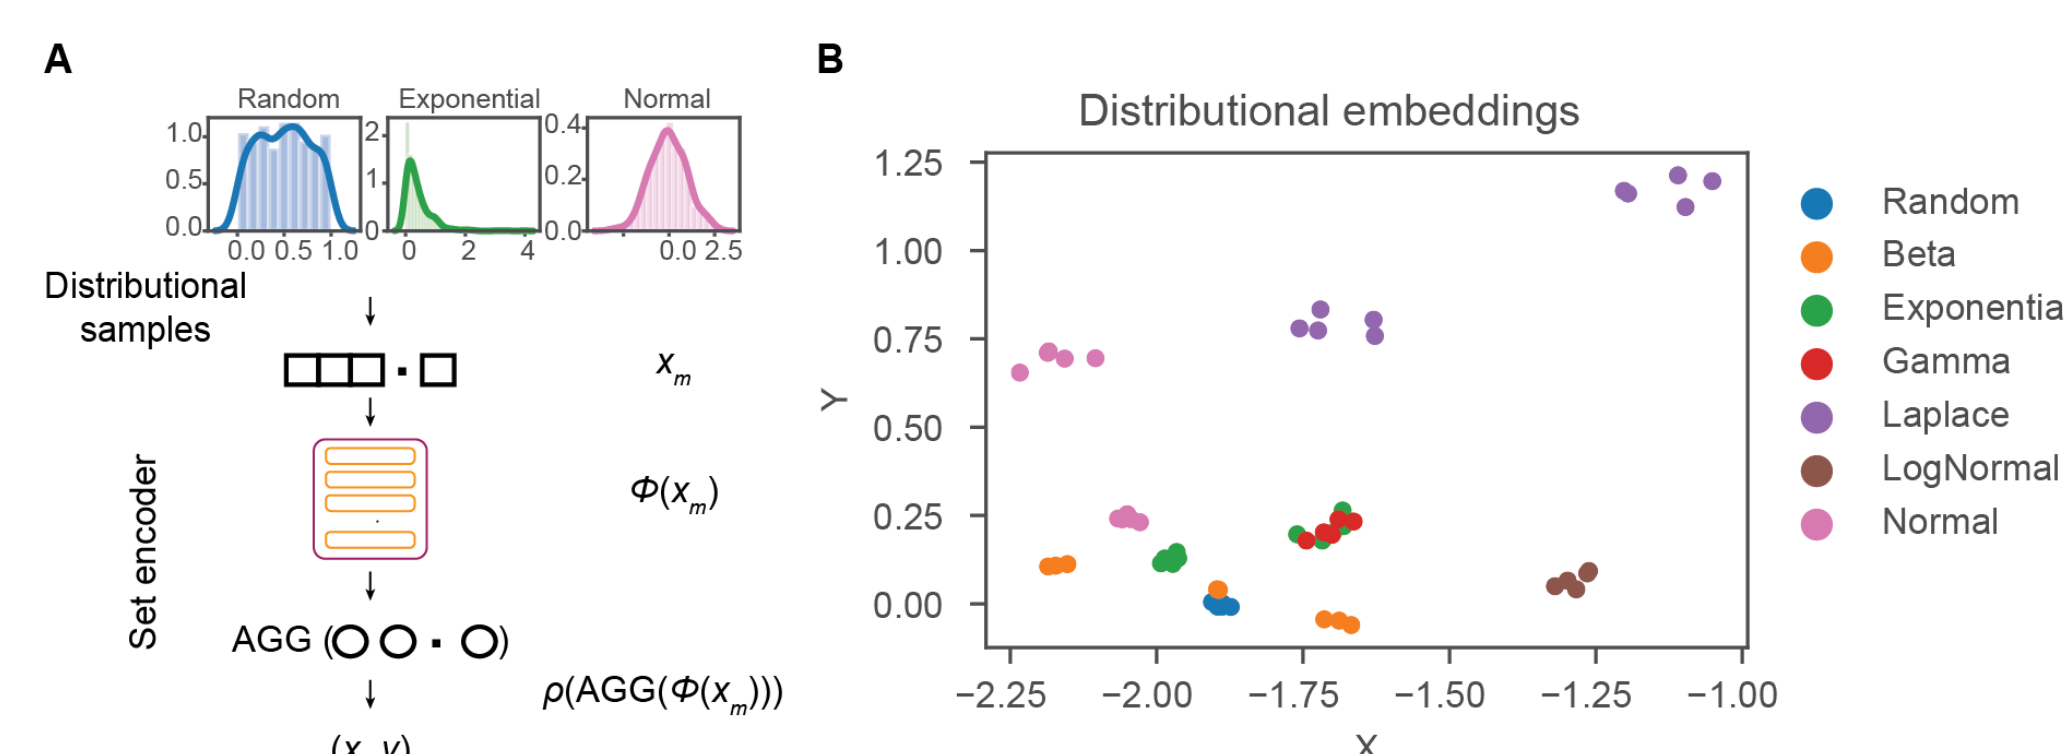 A
Random
Exponential
Normal
1.0
0.5
0.0
0.0 0.5 1.0
2
1
0
0 2 4
0.4
0.2
0.0
0.0 2.5
Distributional
samples
xm
Set encoder
Φ(xm)
AGG ( · )
ρ(AGG(Φ(xm)))
(x, y)
B
Distributional embeddings
1.25
1.00
0.75
0.50
0.25
0.00
Y
−2.25 −2.00 −1.75 −1.50 −1.25 −1.00
X
Random
Beta
Exponentia
Gamma
Laplace
LogNormal
Normal